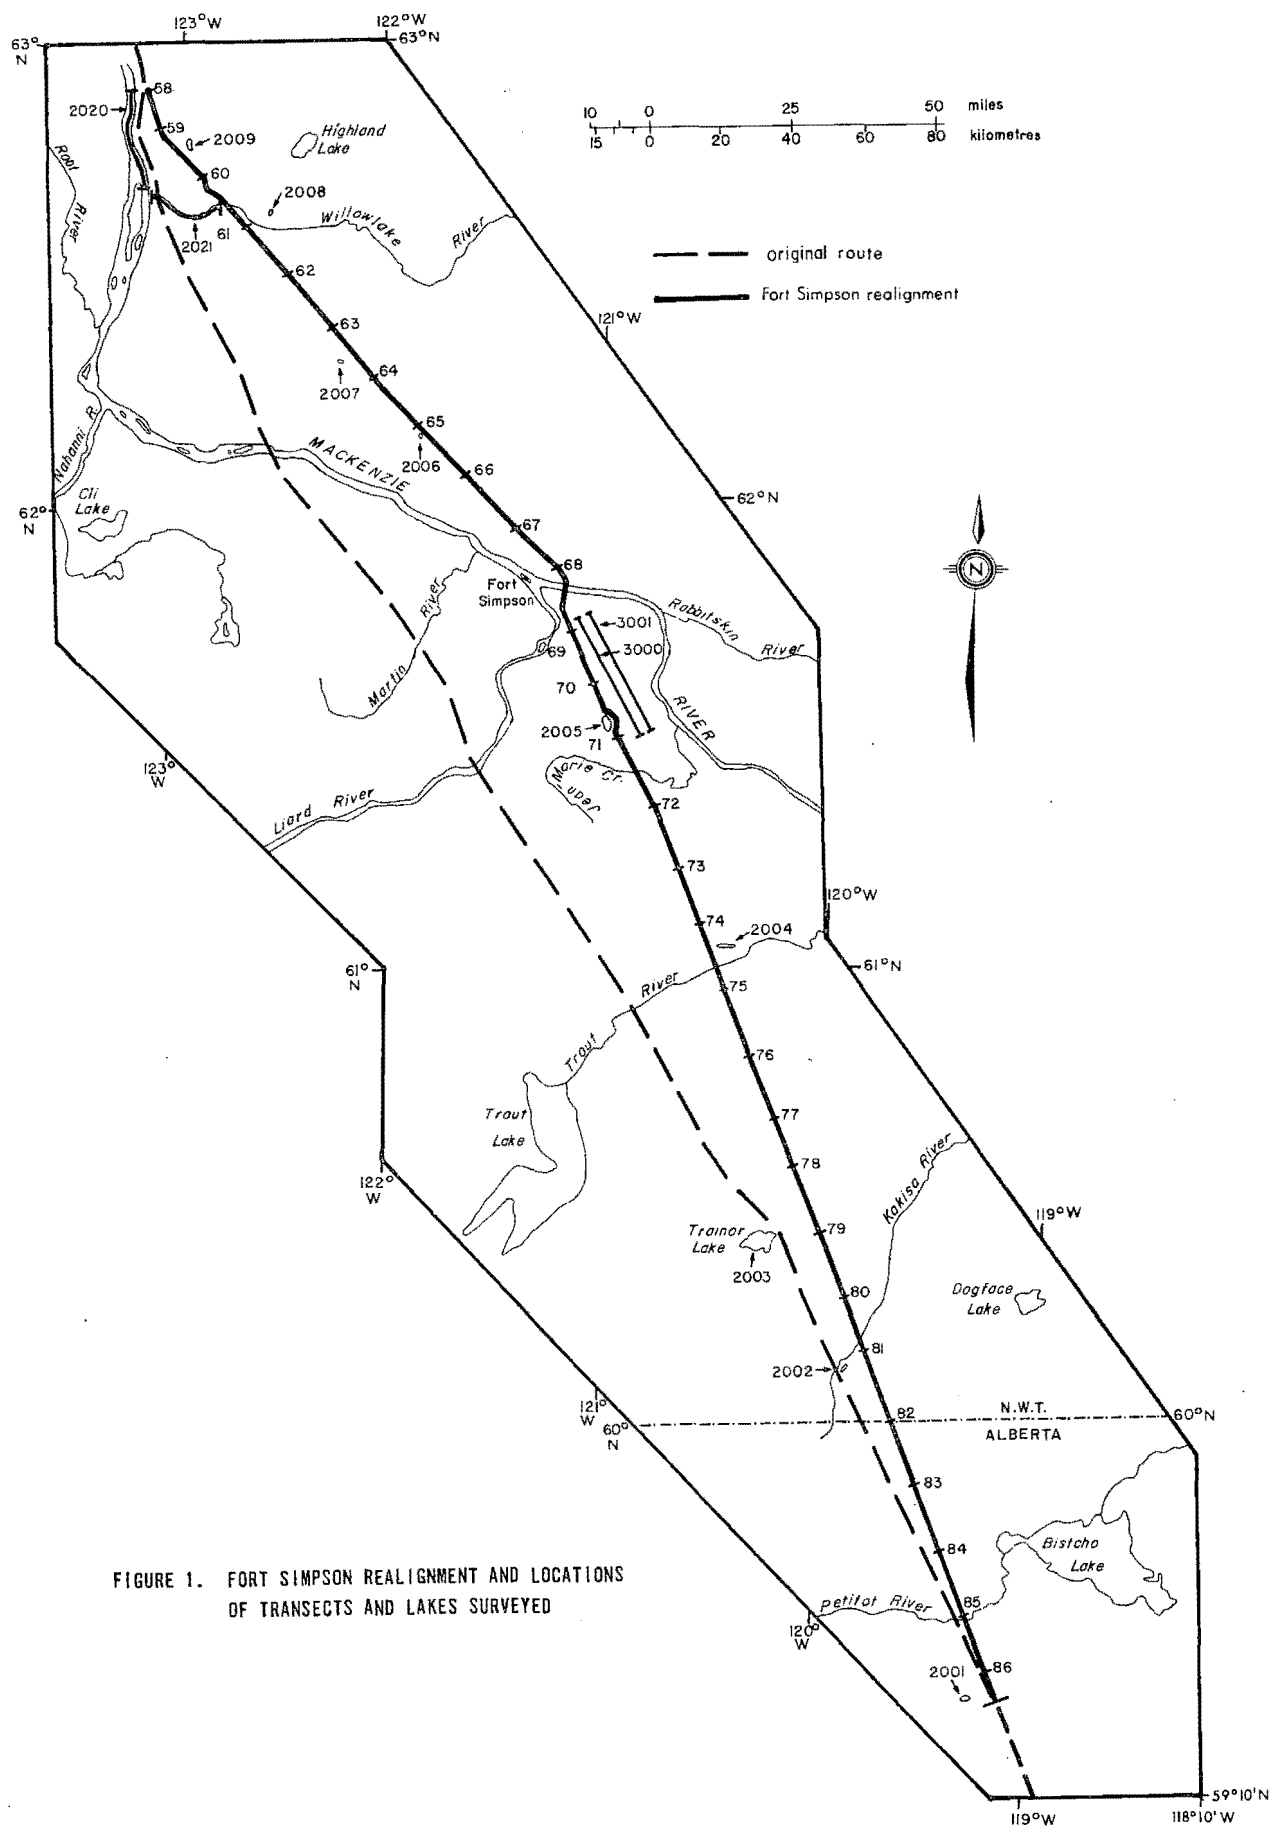 123°W
122°W
63°
N
63°N
58
2020
59
2009
Highland
Lake
10
0
25
50
miles
15
0
20
40
60
80
kilometres
Root
River
60
2008
Willowlake
River
61
2021
original route
Fort Simpson realignment
62
63
121°W
64
2007
65
2006
MACKENZIE
66
Nahanni R.
Cli
Lake
62°
N
62°N
67
68
Fort
Simpson
N
Martin
River
Rabbitskin
River
3001
3000
69
70
2005
71
RIVER
123°
W
Marie Cr.
Jean
Liard River
72
73
120°W
74
2004
61°
N
61°N
River
75
Trout
76
Trout
Lake
77
78
122°
W
Kakisa River
119°W
79
Trainor
Lake
2003
80
Dogface
Lake
81
2002
121°
W
60°
N
82
N.W.T.
ALBERTA
60°N
83
84
Bistcho
Lake
FIGURE 1. FORT SIMPSON REALIGNMENT AND LOCATIONS
OF TRANSECTS AND LAKES SURVEYED
Petitot River
85
120°
W
86
2001
59°10'N
119°W
118°10'W